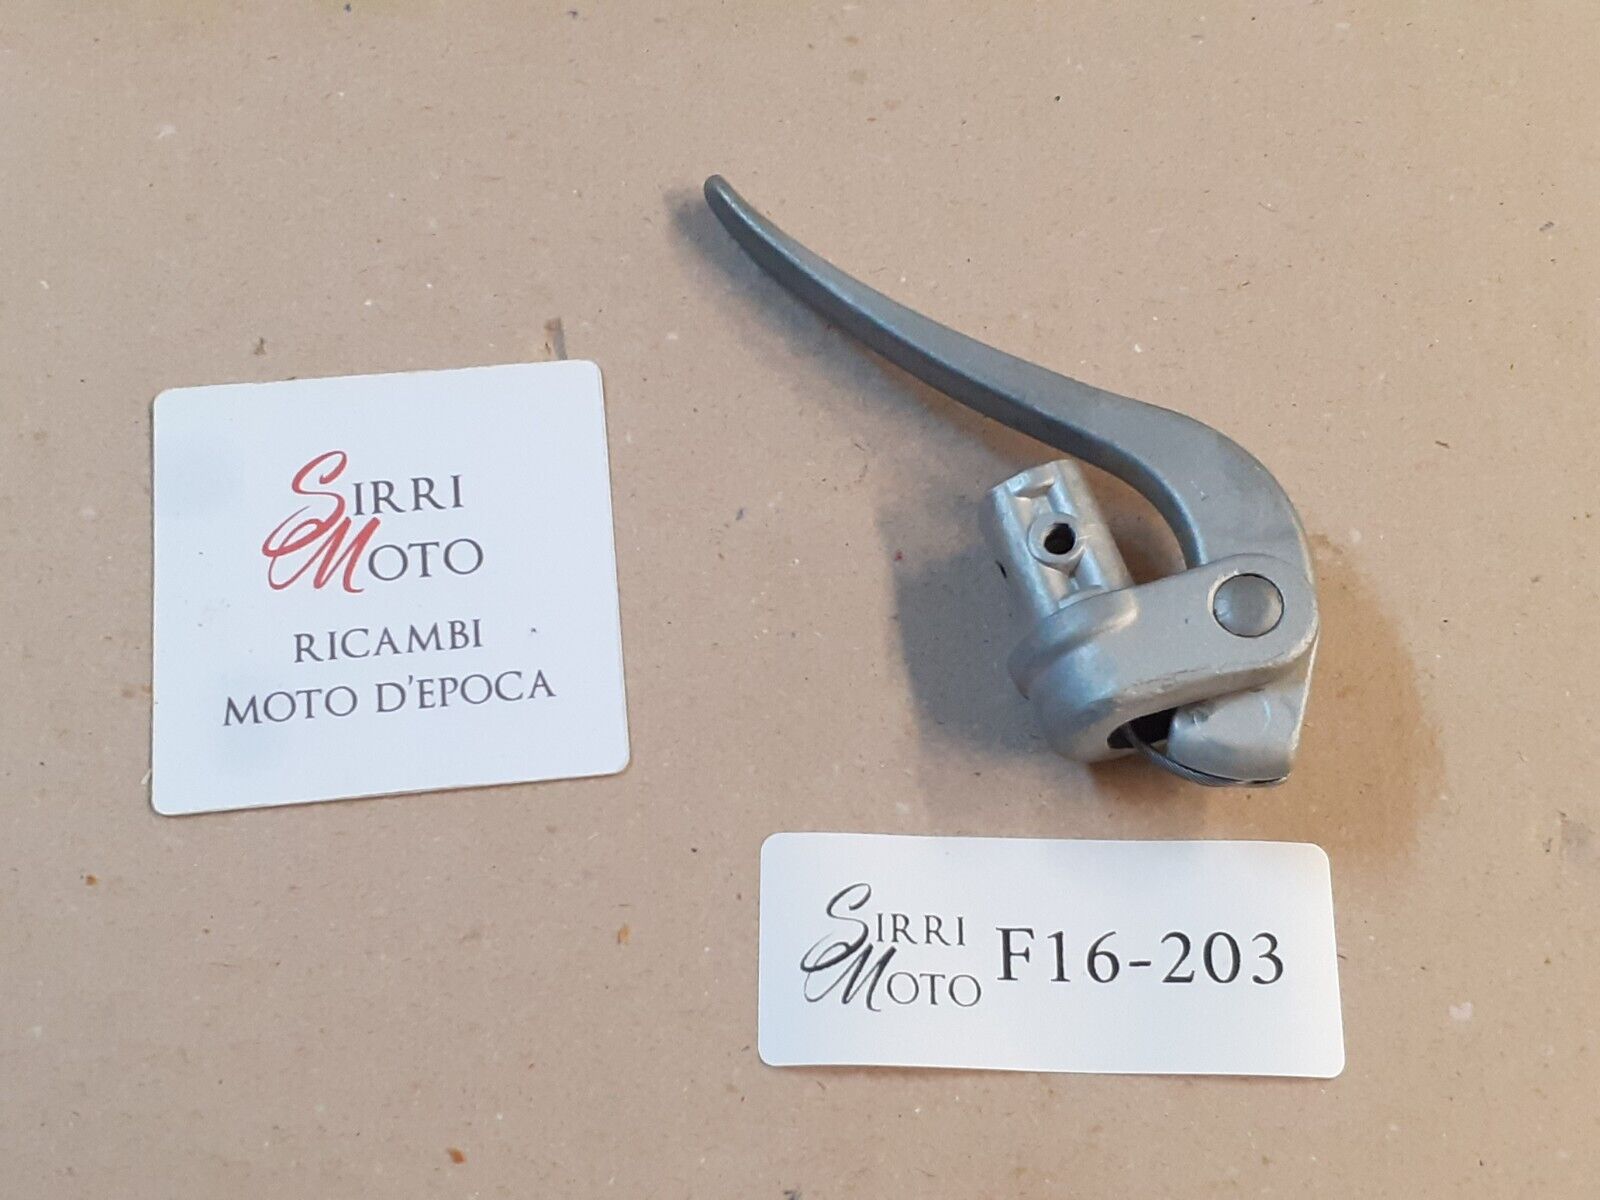 SIRRI
MOTO
RICAMBI
MOTO D'EPOCA
SIRRI
MOTO
F16-203